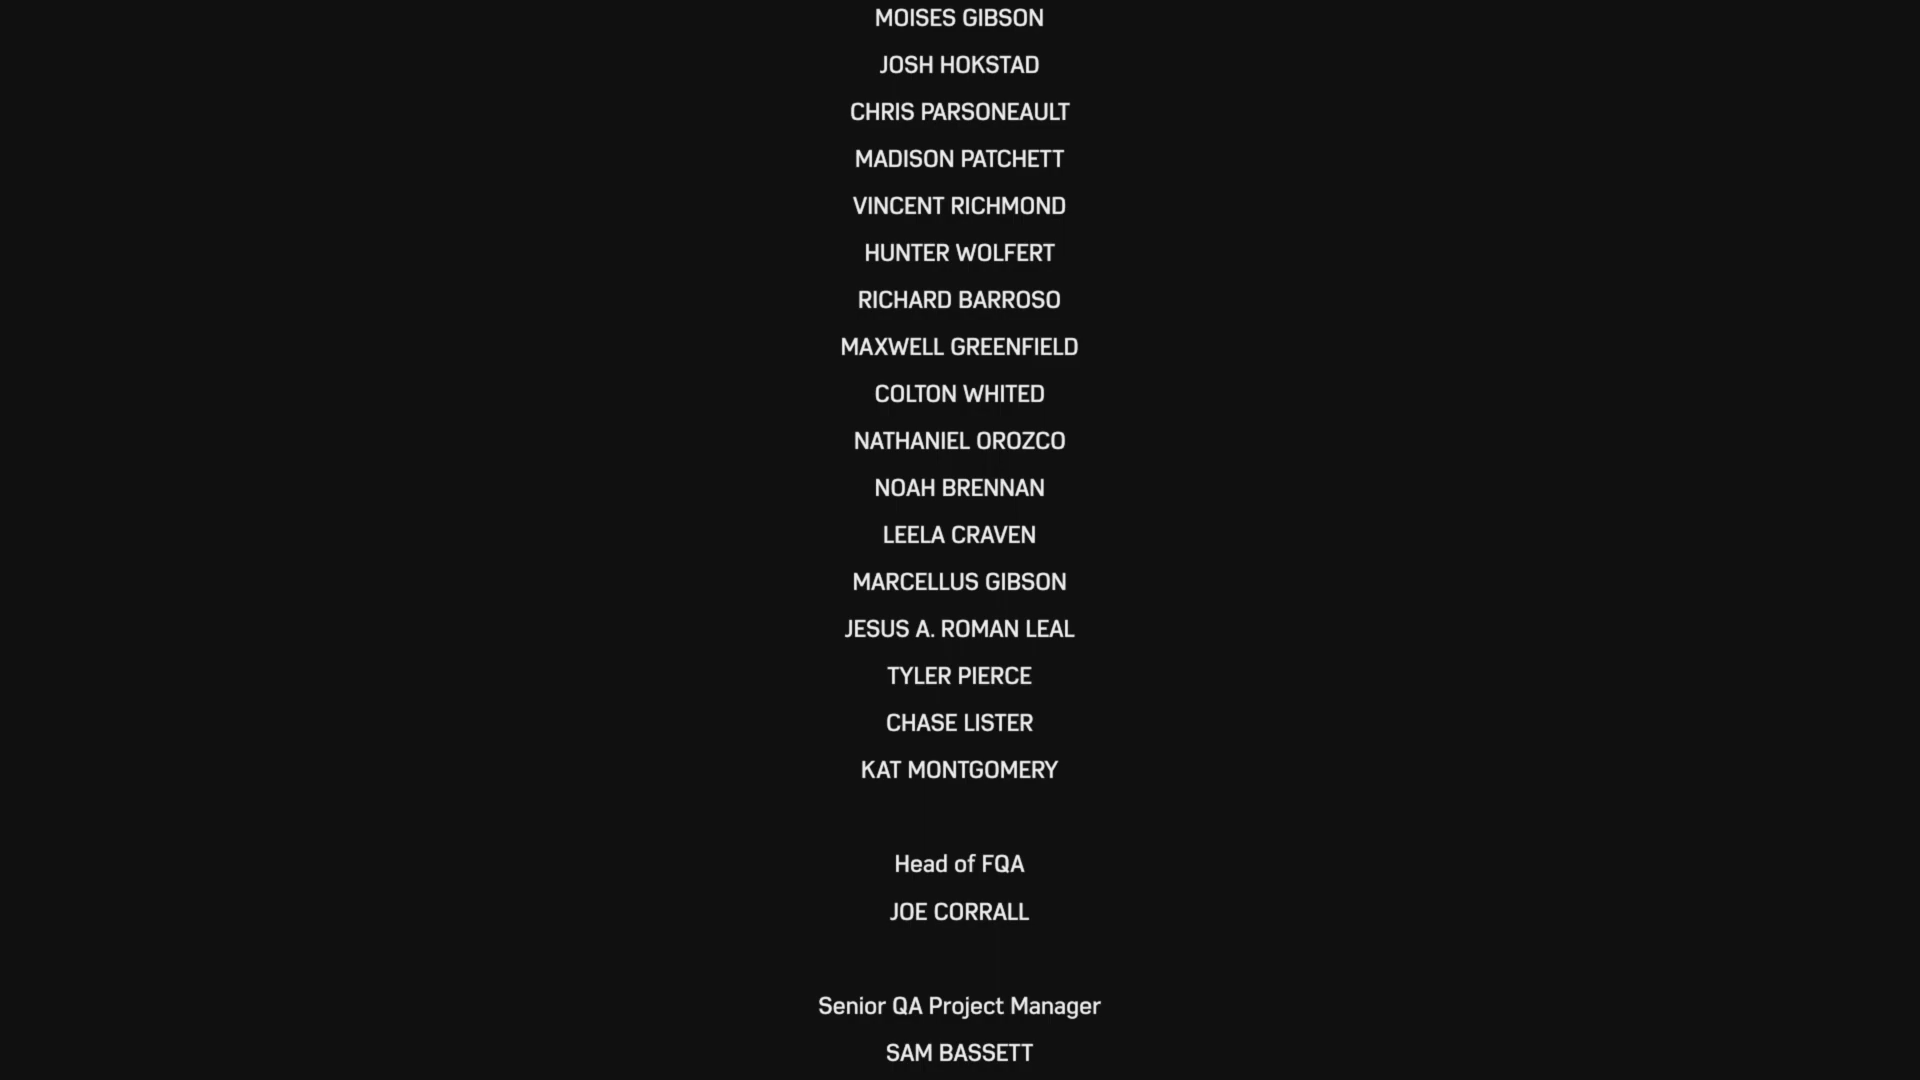 MOISES GIBSON
JOSH HOKSTAD
CHRIS PARSONEAULT
MADISON PATCHETT
VINCENT RICHMOND
HUNTER WOLFERT
RICHARD BARROSO
MAXWELL GREENFIELD
COLTON WHITED
NATHANIEL OROZCO
NOAH BRENNAN
LEELA CRAVEN
MARCELLUS GIBSON
JESUS A. ROMAN LEAL
TYLER PIERCE
CHASE LISTER
KAT MONTGOMERY
Head of FQA
JOE CORRALL
Senior QA Project Manager
SAM BASSETT